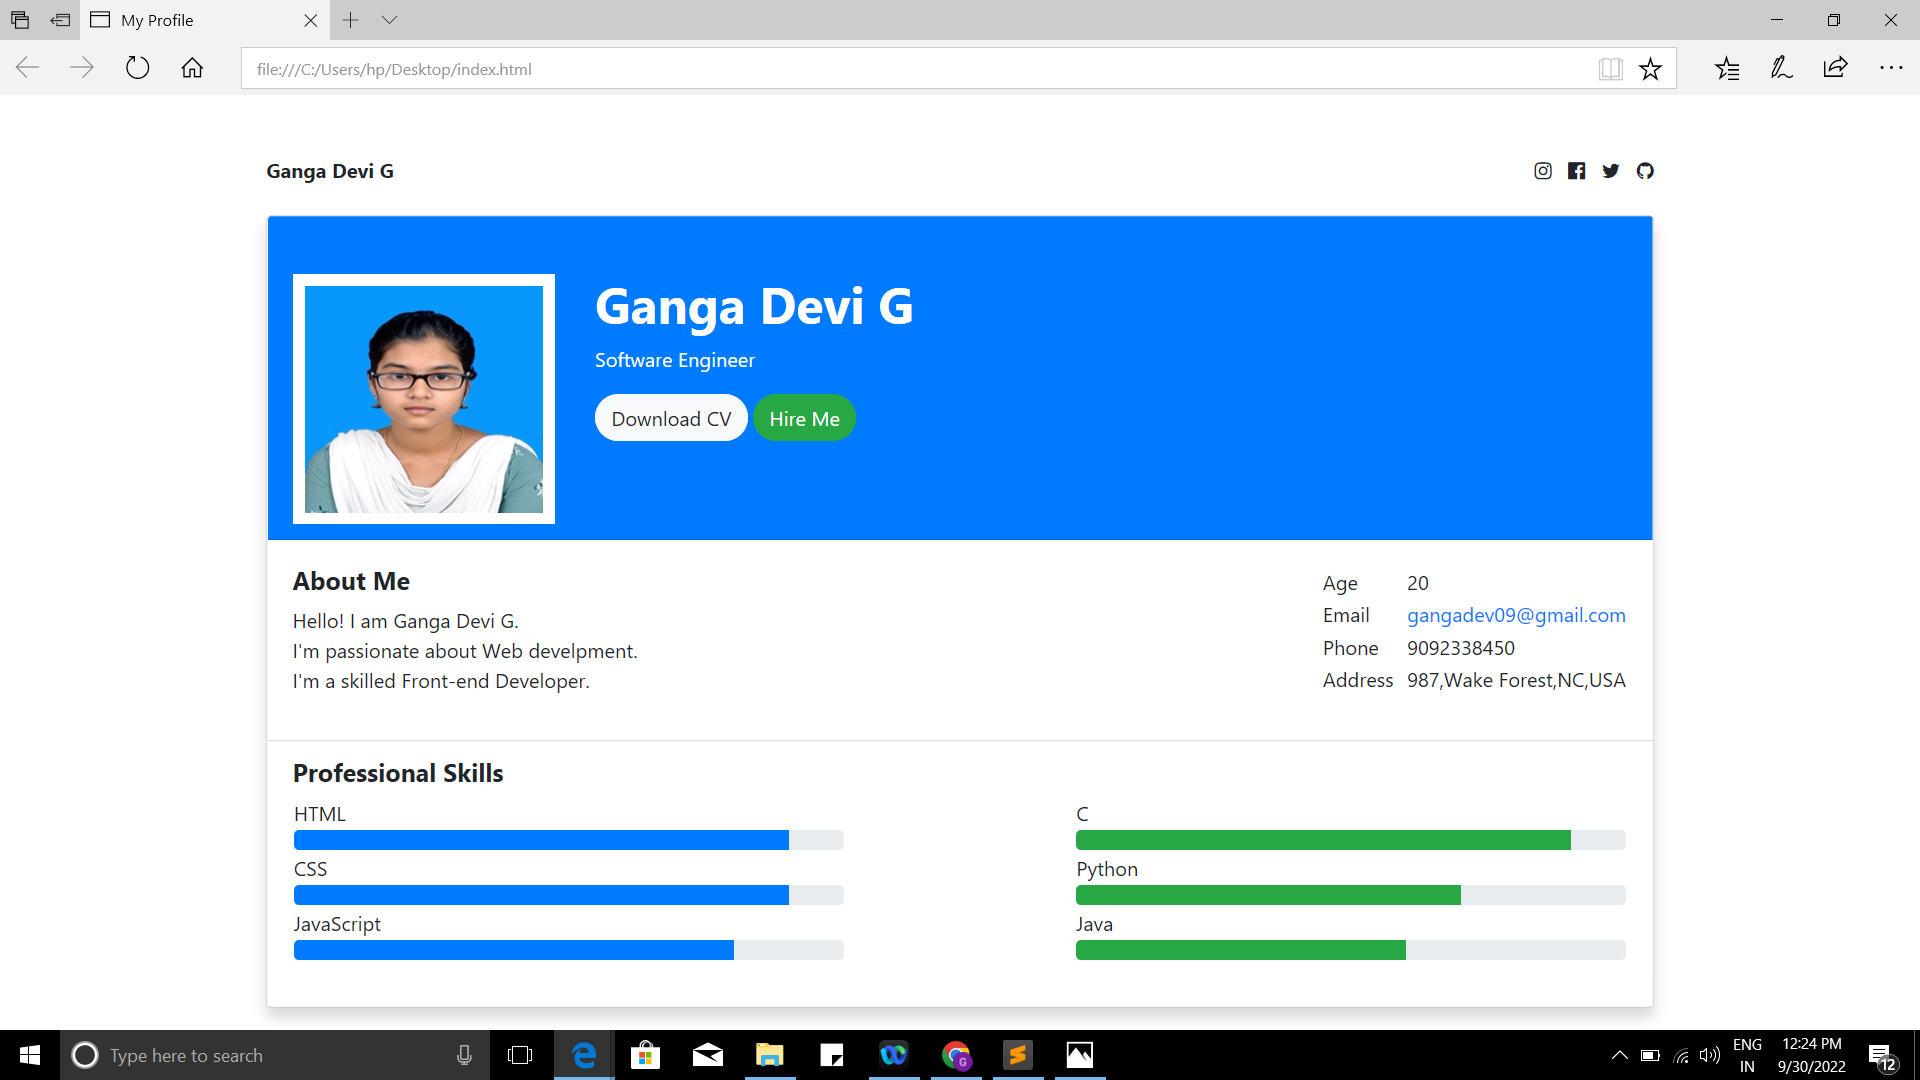 My Profile
file:///C:/Users/hp/Desktop/index.html
Ganga Devi G
Ganga Devi G
Software Engineer
Download CV
Hire Me
About Me
Hello! I am Ganga Devi G.
I'm passionate about Web develpment.
I'm a skilled Front-end Developer.
Age 20
Email gangadev09@gmail.com
Phone 9092338450
Address 987,Wake Forest,NC,USA
Professional Skills
HTML
CSS
JavaScript
C
Python
Java
Type here to search
G
ENG
IN
12:24 PM
9/30/2022
12